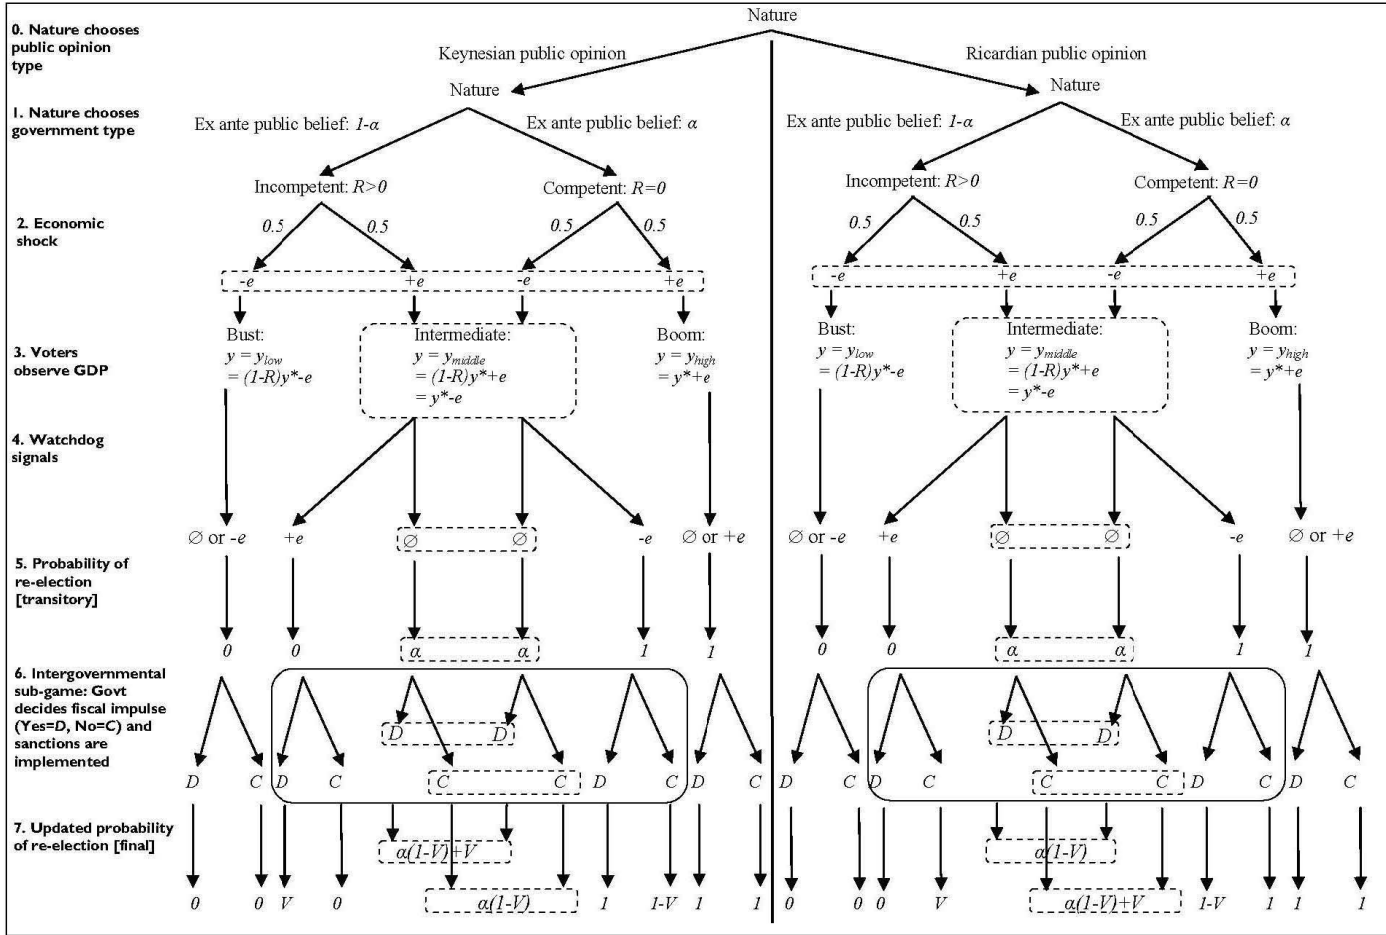 Nature
0. Nature chooses
public opinion
type
Keynesian public opinion
Ricardian public opinion
Nature
Nature
1. Nature chooses
government type
Ex ante public belief: 1-α
Ex ante public belief: α
Ex ante public belief: 1-α
Ex ante public belief: α
Incompetent: R>0
Competent: R=0
Incompetent: R>0
Competent: R=0
2. Economic
shock
0.5 0.5 0.5 0.5
0.5 0.5 0.5 0.5
-e +e -e +e
-e +e -e +e
3. Voters
observe GDP
Bust:
y = ylow
= (1-R)y*-e
Intermediate:
y = ymiddle
= (1-R)y*+e
= y*-e
Boom:
y = yhigh
= y*+e
Bust:
y = ylow
= (1-R)y*-e
Intermediate:
y = ymiddle
= (1-R)y*+e
= y*-e
Boom:
y = yhigh
= y*+e
4. Watchdog
signals
∅ or -e +e ∅ ∅ -e ∅ or +e
∅ or -e +e ∅ ∅ -e ∅ or +e
5. Probability of
re-election
[transitory]
0 0 α α 1 1
0 0 α α 1 1
6. Intergovernmental
sub-game: Govt
decides fiscal impulse
(Yes=D, No=C) and
sanctions are
implemented
D D
D D
D C D C C C D C D C
D C D C C C D C D C
7. Updated probability
of re-election [final]
α(1-V)+V
α(1-V)
0 0 V 0 α(1-V) 1 1-V 1 1
0 0 0 V α(1-V)+V 1-V 1 1 1